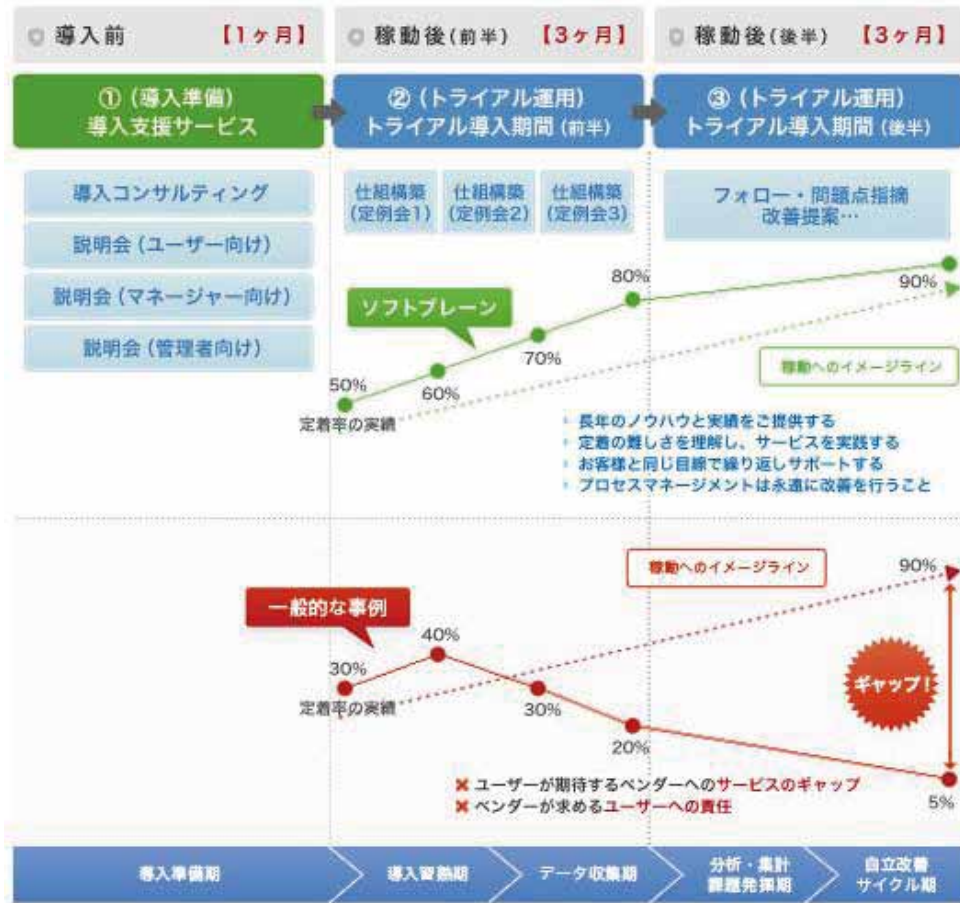 導入前 【1ヶ月】
稼動後(前半) 【3ヶ月】
稼動後(後半) 【3ヶ月】
①(導入準備)
導入支援サービス
②(トライアル運用)
トライアル導入期間(前半)
③(トライアル運用)
トライアル導入期間(後半)
導入コンサルティング
説明会(ユーザー向け)
説明会(マネージャー向け)
説明会(管理者向け)
仕組構築
(定例会1)
仕組構築
(定例会2)
仕組構築
(定例会3)
フォロー・問題点指摘
改善提案…
ソフトブレーン
50%
60%
70%
80%
90%
定着率の実績
稼動へのイメージライン
長年のノウハウと実績をご提供する
定着の難しさを理解し、サービスを実践する
お客様と同じ目線で繰り返しサポートする
プロセスマネージメントは永遠に改善を行うこと
稼動へのイメージライン
90%
一般的な事例
30%
40%
30%
20%
5%
定着率の実績
ギャップ!
ユーザーが期待するベンダーへのサービスのギャップ
ベンダーが求めるユーザーへの責任
導入準備期
導入習熟期
データ収集期
分析・集計
課題発掘期
自立改善
サイクル期